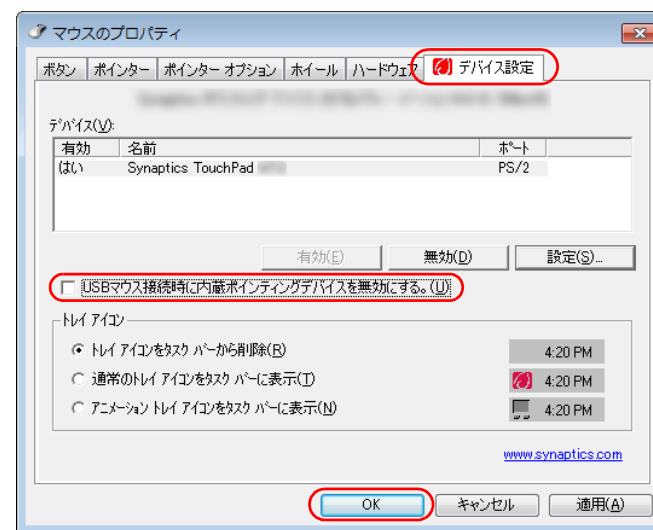 マウスのプロパティ
ボタン ポインター ポインター オプション ホイール ハードウェア デバイス設定
デバイス(V):
有効 名前 ポート
はい Synaptics TouchPad PS/2
有効(E) 無効(D) 設定(S)...
USBマウス接続時に内蔵ポインティングデバイスを無効にする。(U)
トレイ アイコン
トレイ アイコンをタスク バーから削除(R) 4:20 PM
通常のトレイ アイコンをタスク バーに表示(T) 4:20 PM
アニメーション トレイ アイコンをタスク バーに表示(N) 4:20 PM
www.synaptics.com
OK キャンセル 適用(A)